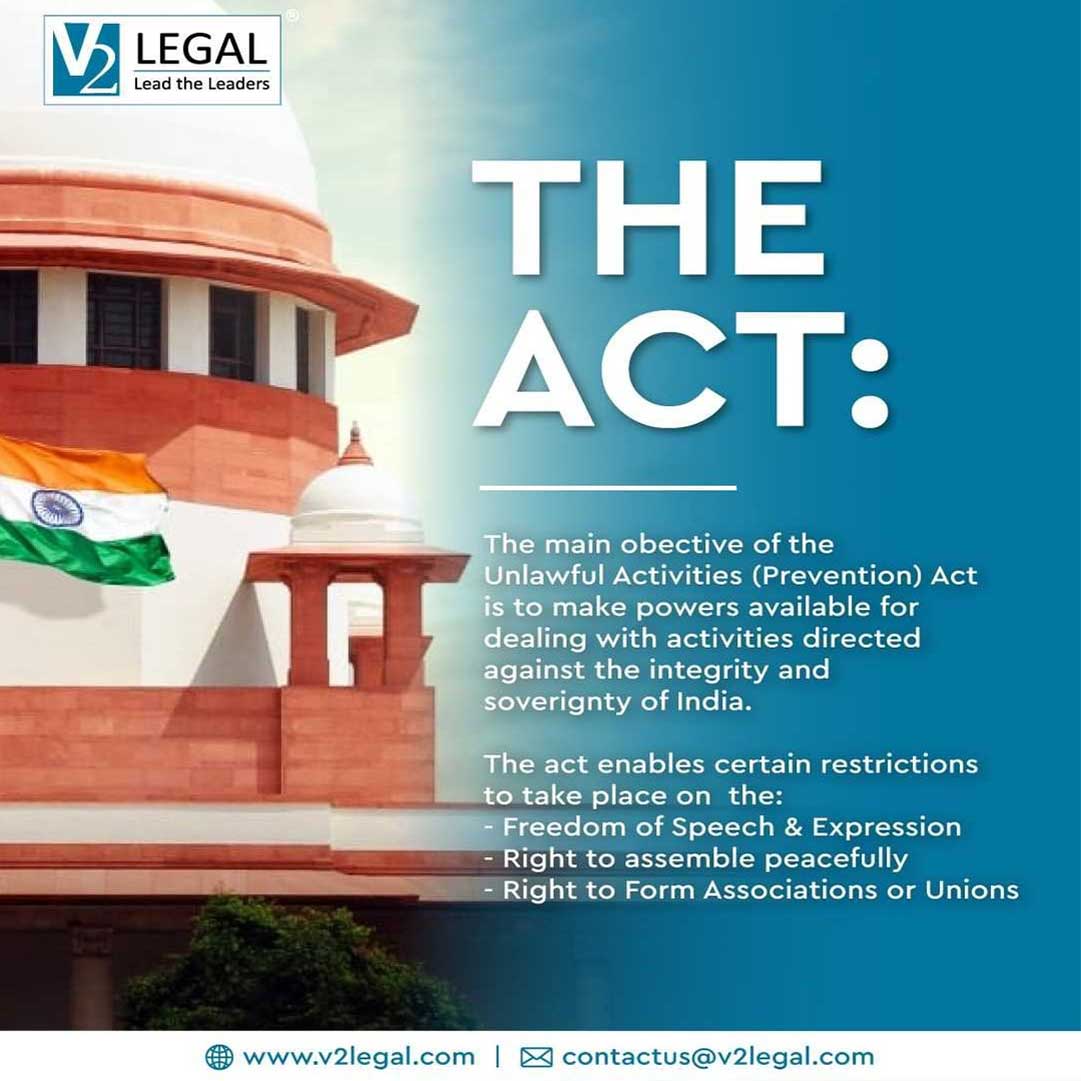 V2 LEGAL
Lead the Leaders
®
THE
ACT:
The main obective of the
Unlawful Activities (Prevention) Act
is to make powers available for
dealing with activities directed
against the integrity and
soverignty of India.
The act enables certain restrictions
to take place on the:
- Freedom of Speech & Expression
- Right to assemble peacefully
- Right to Form Associations or Unions
www.v2legal.com | contactus@v2legal.com